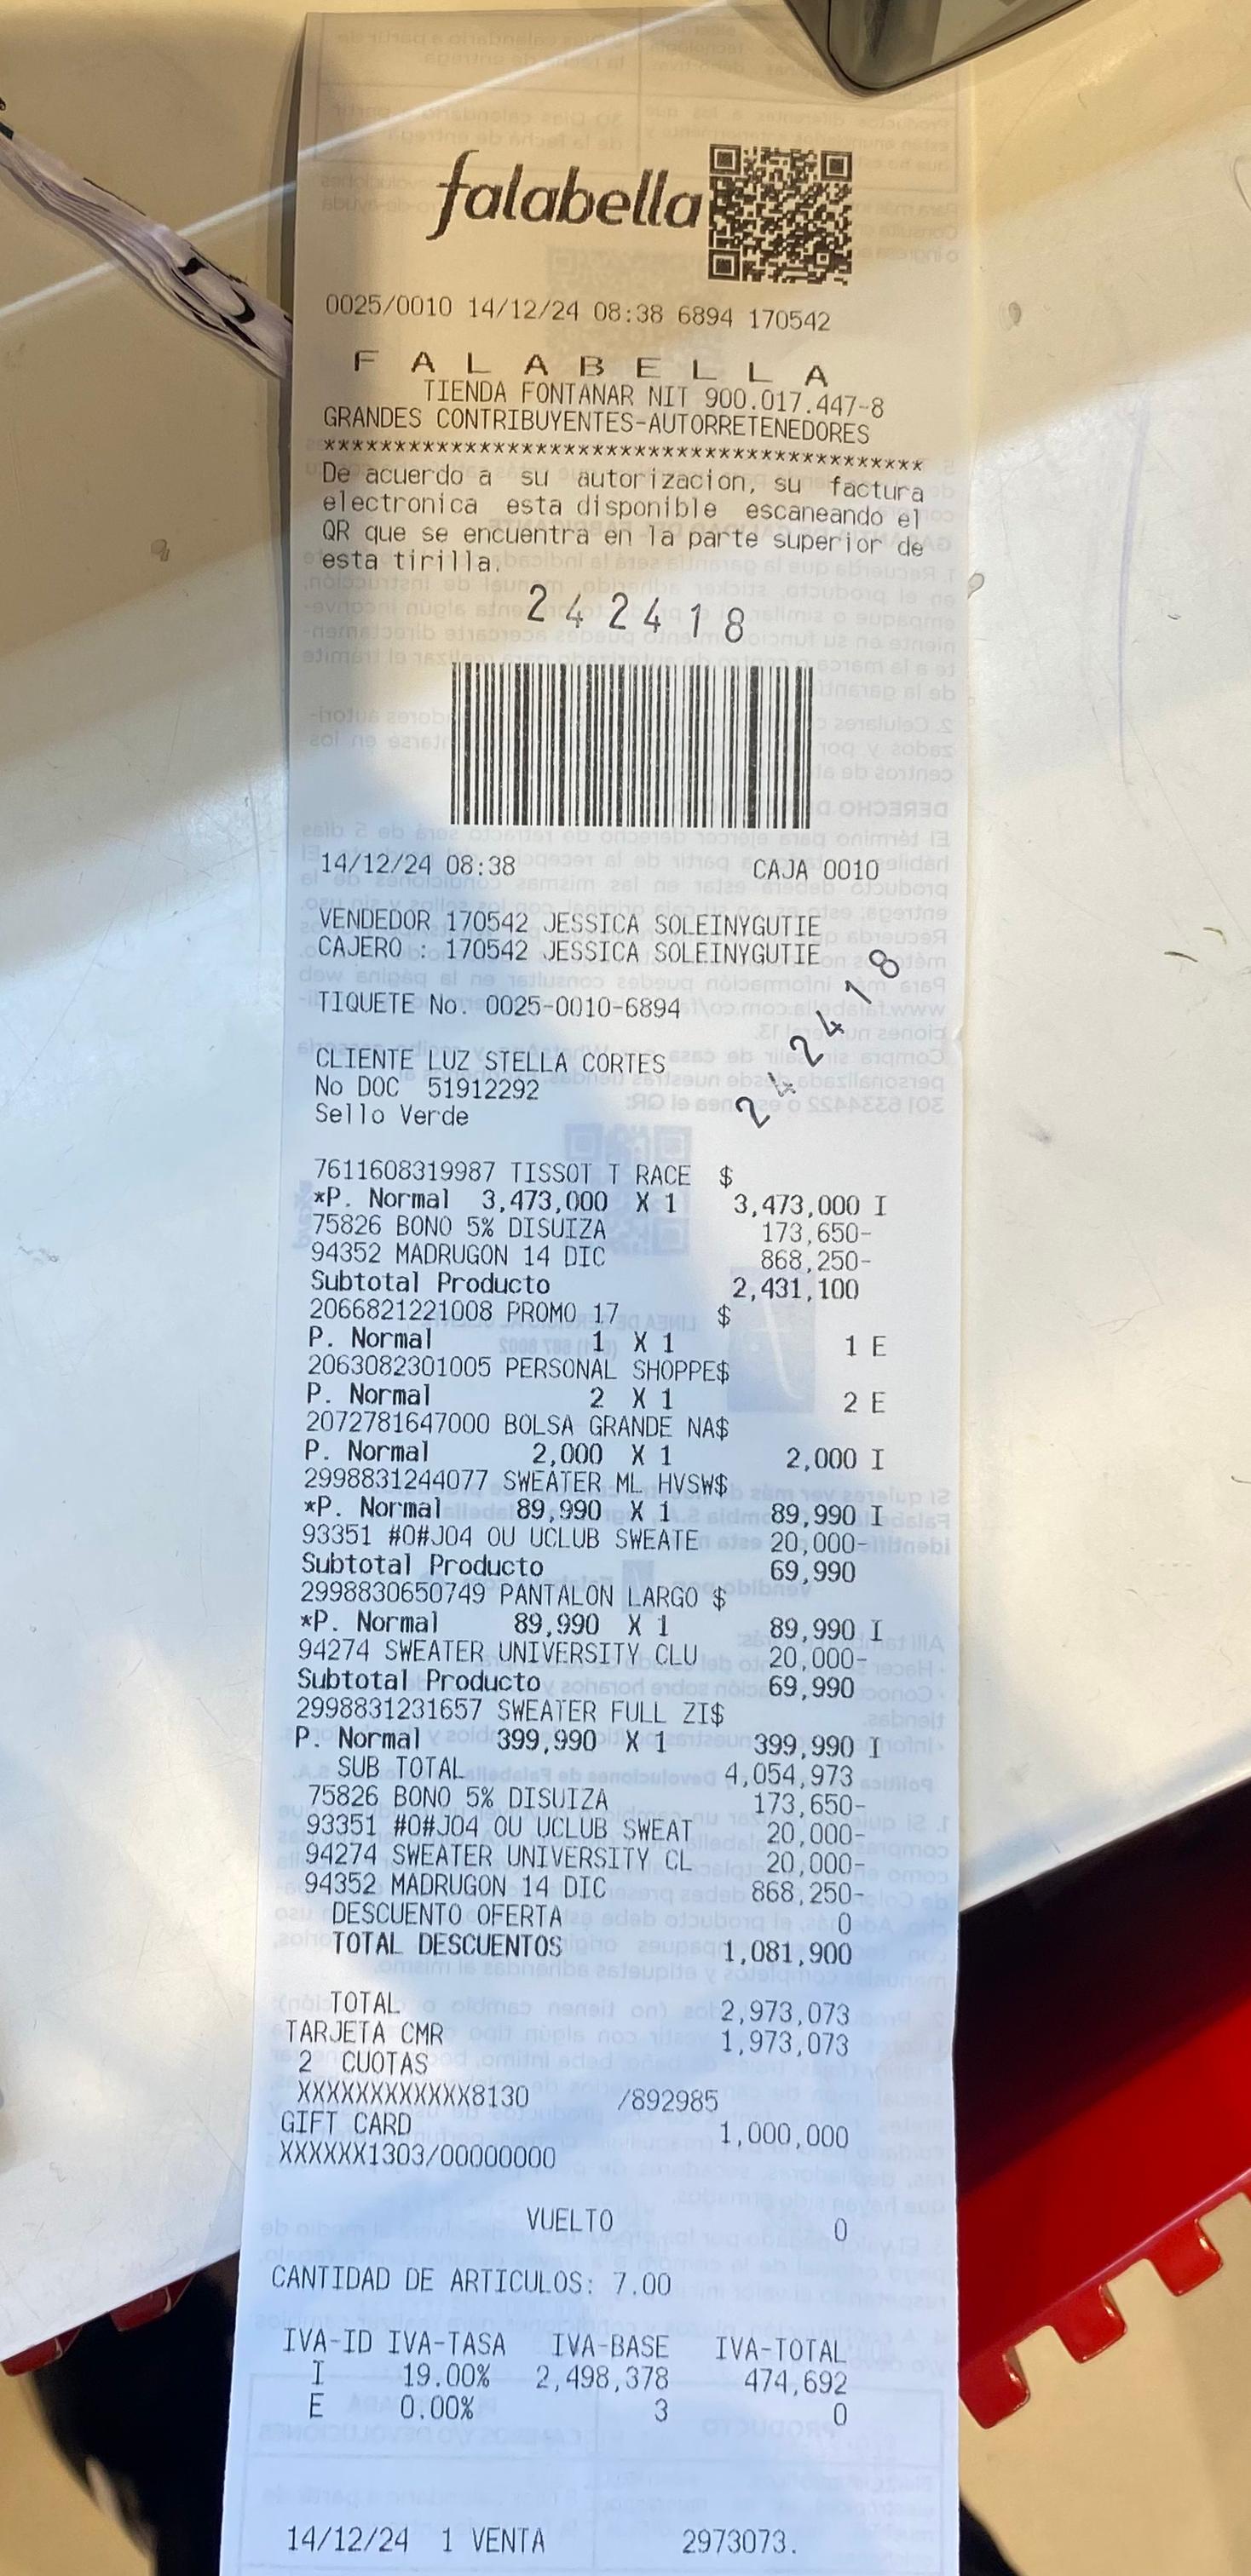 falabella
0025/0010 14/12/24 08:38 6894 170542
F A L A B E L L A
TIENDA FONTANAR NIT 900.017.447-8
GRANDES CONTRIBUYENTES-AUTORRETENEDORES
*******************************************
De acuerdo a su autorizacion, su factura
electronica esta disponible escaneando el
QR que se encuentra en la parte superior de
esta tirilla.
242418
14/12/24 08:38 CAJA 0010
VENDEDOR 170542 JESSICA SOLEINYGUTIE
CAJERO : 170542 JESSICA SOLEINYGUTIE
242418
TIQUETE No. 0025-0010-6894
CLIENTE LUZ STELLA CORTES
No DOC 51912292
Sello Verde
7611608319987 TISSOT T RACE $
*P. Normal 3,473,000 X 1 3,473,000 I
75826 BONO 5% DISUIZA 173,650-
94352 MADRUGON 14 DIC 868,250-
Subtotal Producto 2,431,100
2066821221008 PROMO 17 $
P. Normal 1 X 1 1 E
2063082301005 PERSONAL SHOPPE$
P. Normal 2 X 1 2 E
2072781647000 BOLSA GRANDE NA$
P. Normal 2,000 X 1 2,000 I
2998831244077 SWEATER ML HVSW$
*P. Normal 89,990 X 1 89,990 I
93351 #O#J04 OU UCLUB SWEATE 20,000-
Subtotal Producto 69,990
2998830650749 PANTALON LARGO $
*P. Normal 89,990 X 1 89,990 I
94274 SWEATER UNIVERSITY CLU 20,000-
Subtotal Producto 69,990
2998831231657 SWEATER FULL ZI$
P. Normal 399,990 X 1 399,990 I
SUB TOTAL 4,054,973
75826 BONO 5% DISUIZA 173,650-
93351 #O#J04 OU UCLUB SWEAT 20,000-
94274 SWEATER UNIVERSITY CL 20,000-
94352 MADRUGON 14 DIC 868,250-
DESCUENTO OFERTA 0
TOTAL DESCUENTOS 1,081,900
TOTAL 2,973,073
TARJETA CMR 1,973,073
2 CUOTAS
XXXXXXXXXXXX8130 /892985
GIFT CARD 1,000,000
XXXXXX1303/00000000
VUELTO 0
CANTIDAD DE ARTICULOS: 7.00
IVA-ID IVA-TASA IVA-BASE IVA-TOTAL
I 19.00% 2,498,378 474,692
E 0.00% 3 0
14/12/24 1 VENTA 2973073.